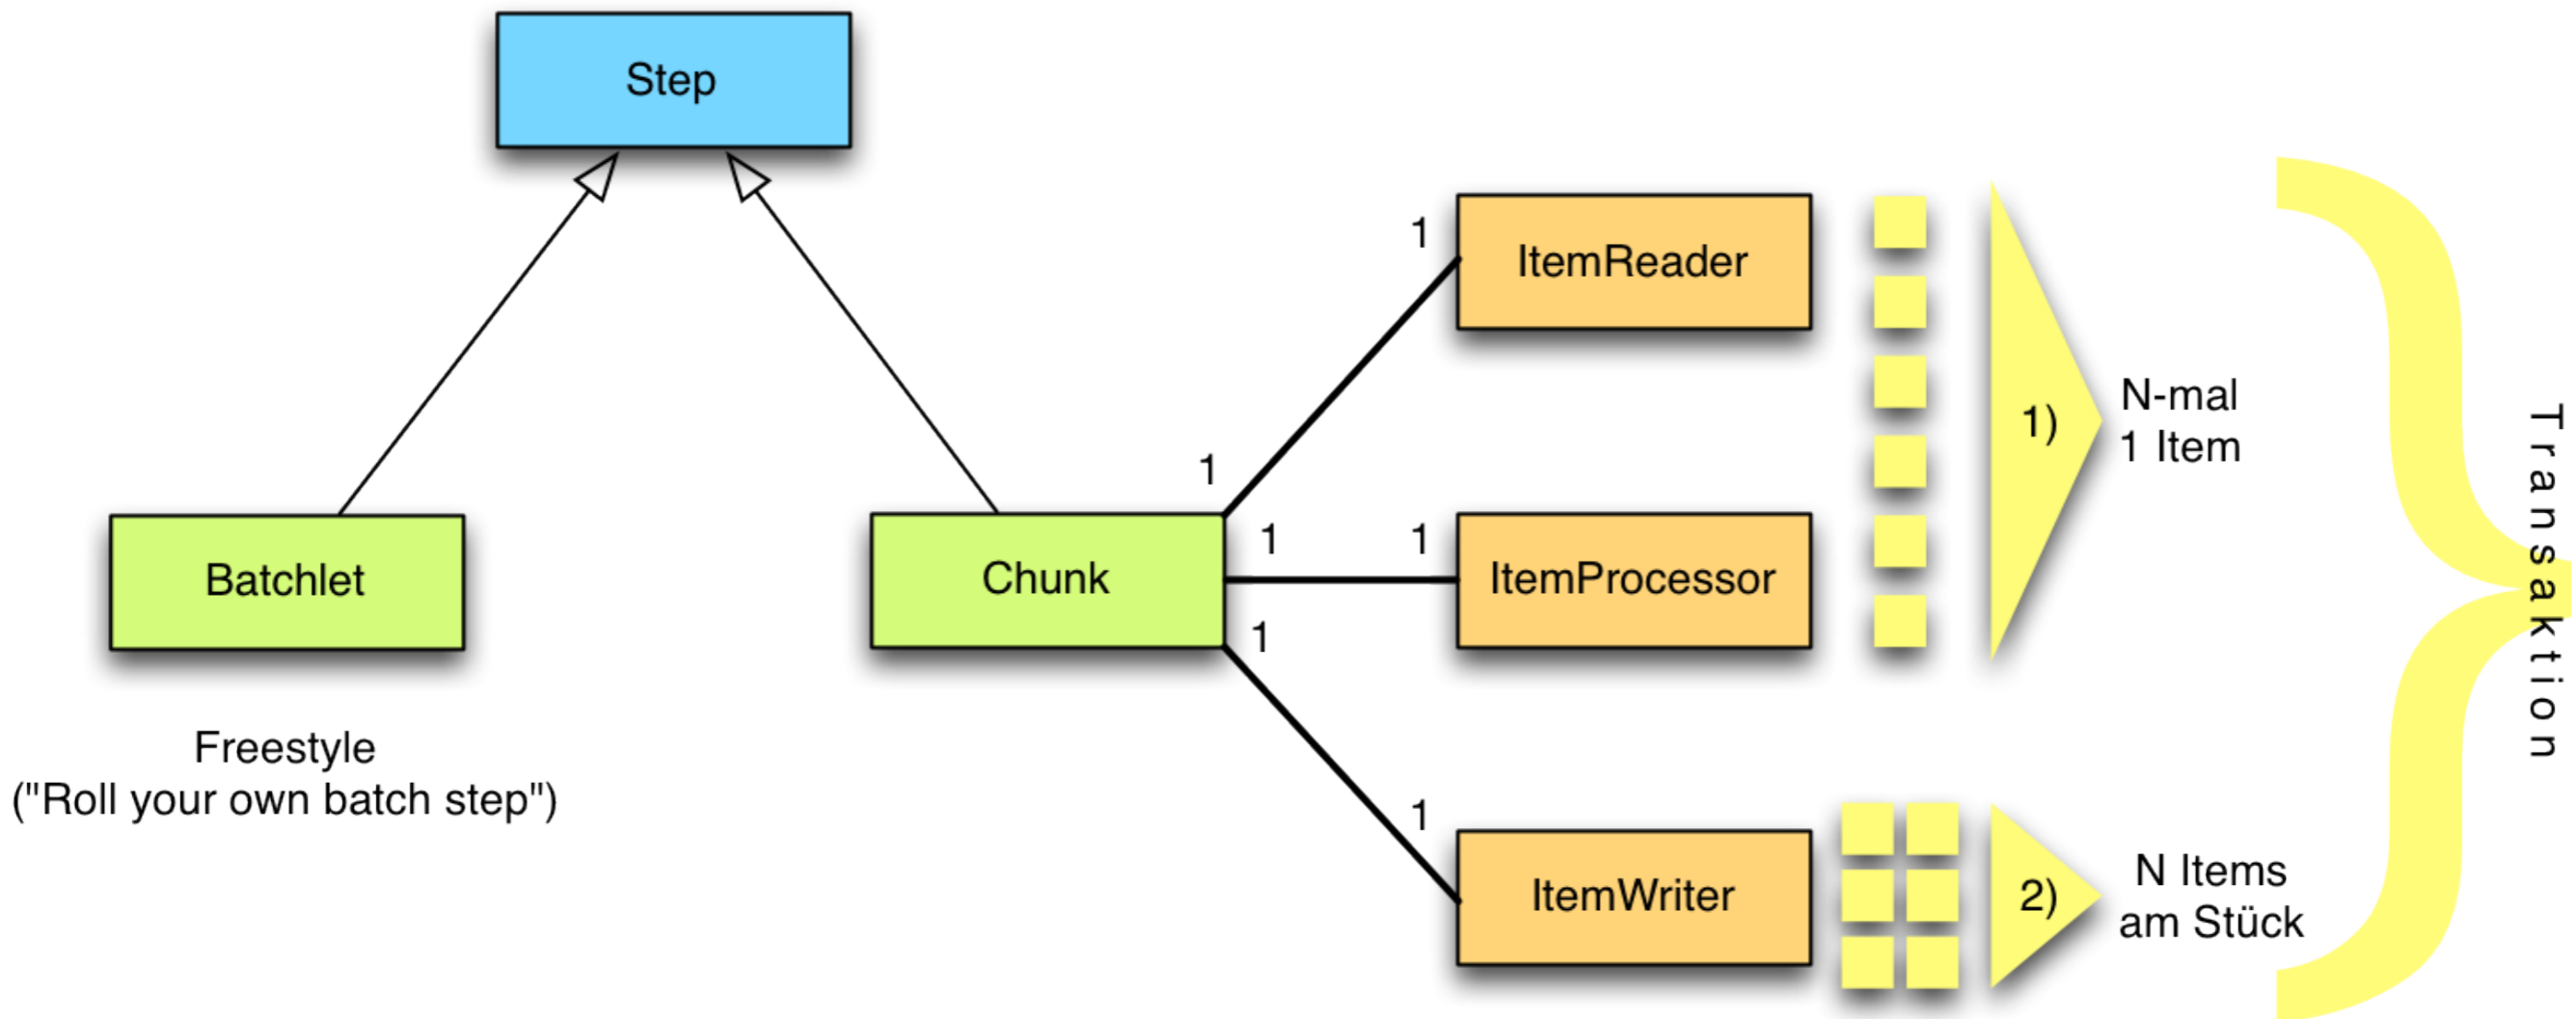 Step
ItemReader
1
1
Batchlet
Chunk
1
1
ItemProcessor
1
1
ItemWriter
Freestyle
("Roll your own batch step")
1)
N-mal
1 Item
2)
N Items
am Stück
Transaktion